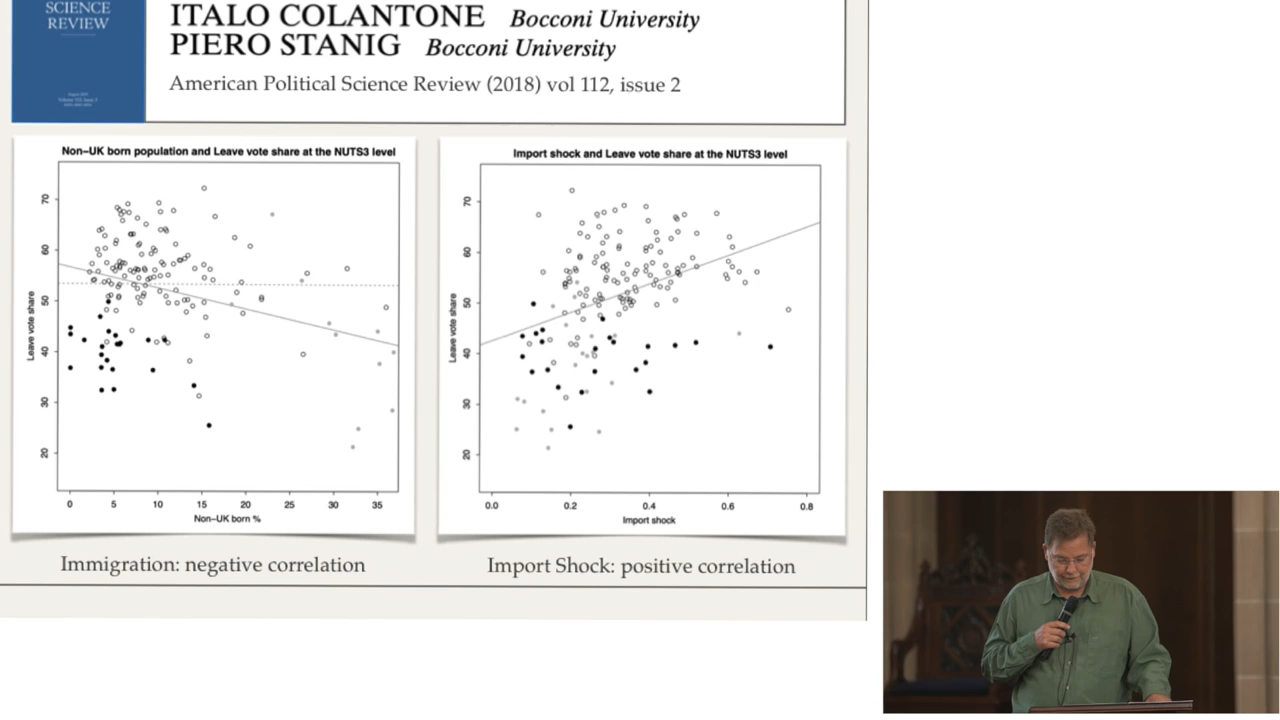 SCIENCE
REVIEW
ITALO COLANTONE Bocconi University
PIERO STANIG Bocconi University
American Political Science Review (2018) vol 112, issue 2
Non–UK born population and Leave vote share at the NUTS3 level
Leave vote share
70
60
50
40
30
20
0 5 10 15 20 25 30 35
Non–UK born %
Import shock and Leave vote share at the NUTS3 level
Leave vote share
70
60
50
40
30
20
0.0 0.2 0.4 0.6 0.8
Import shock
Immigration: negative correlation
Import Shock: positive correlation